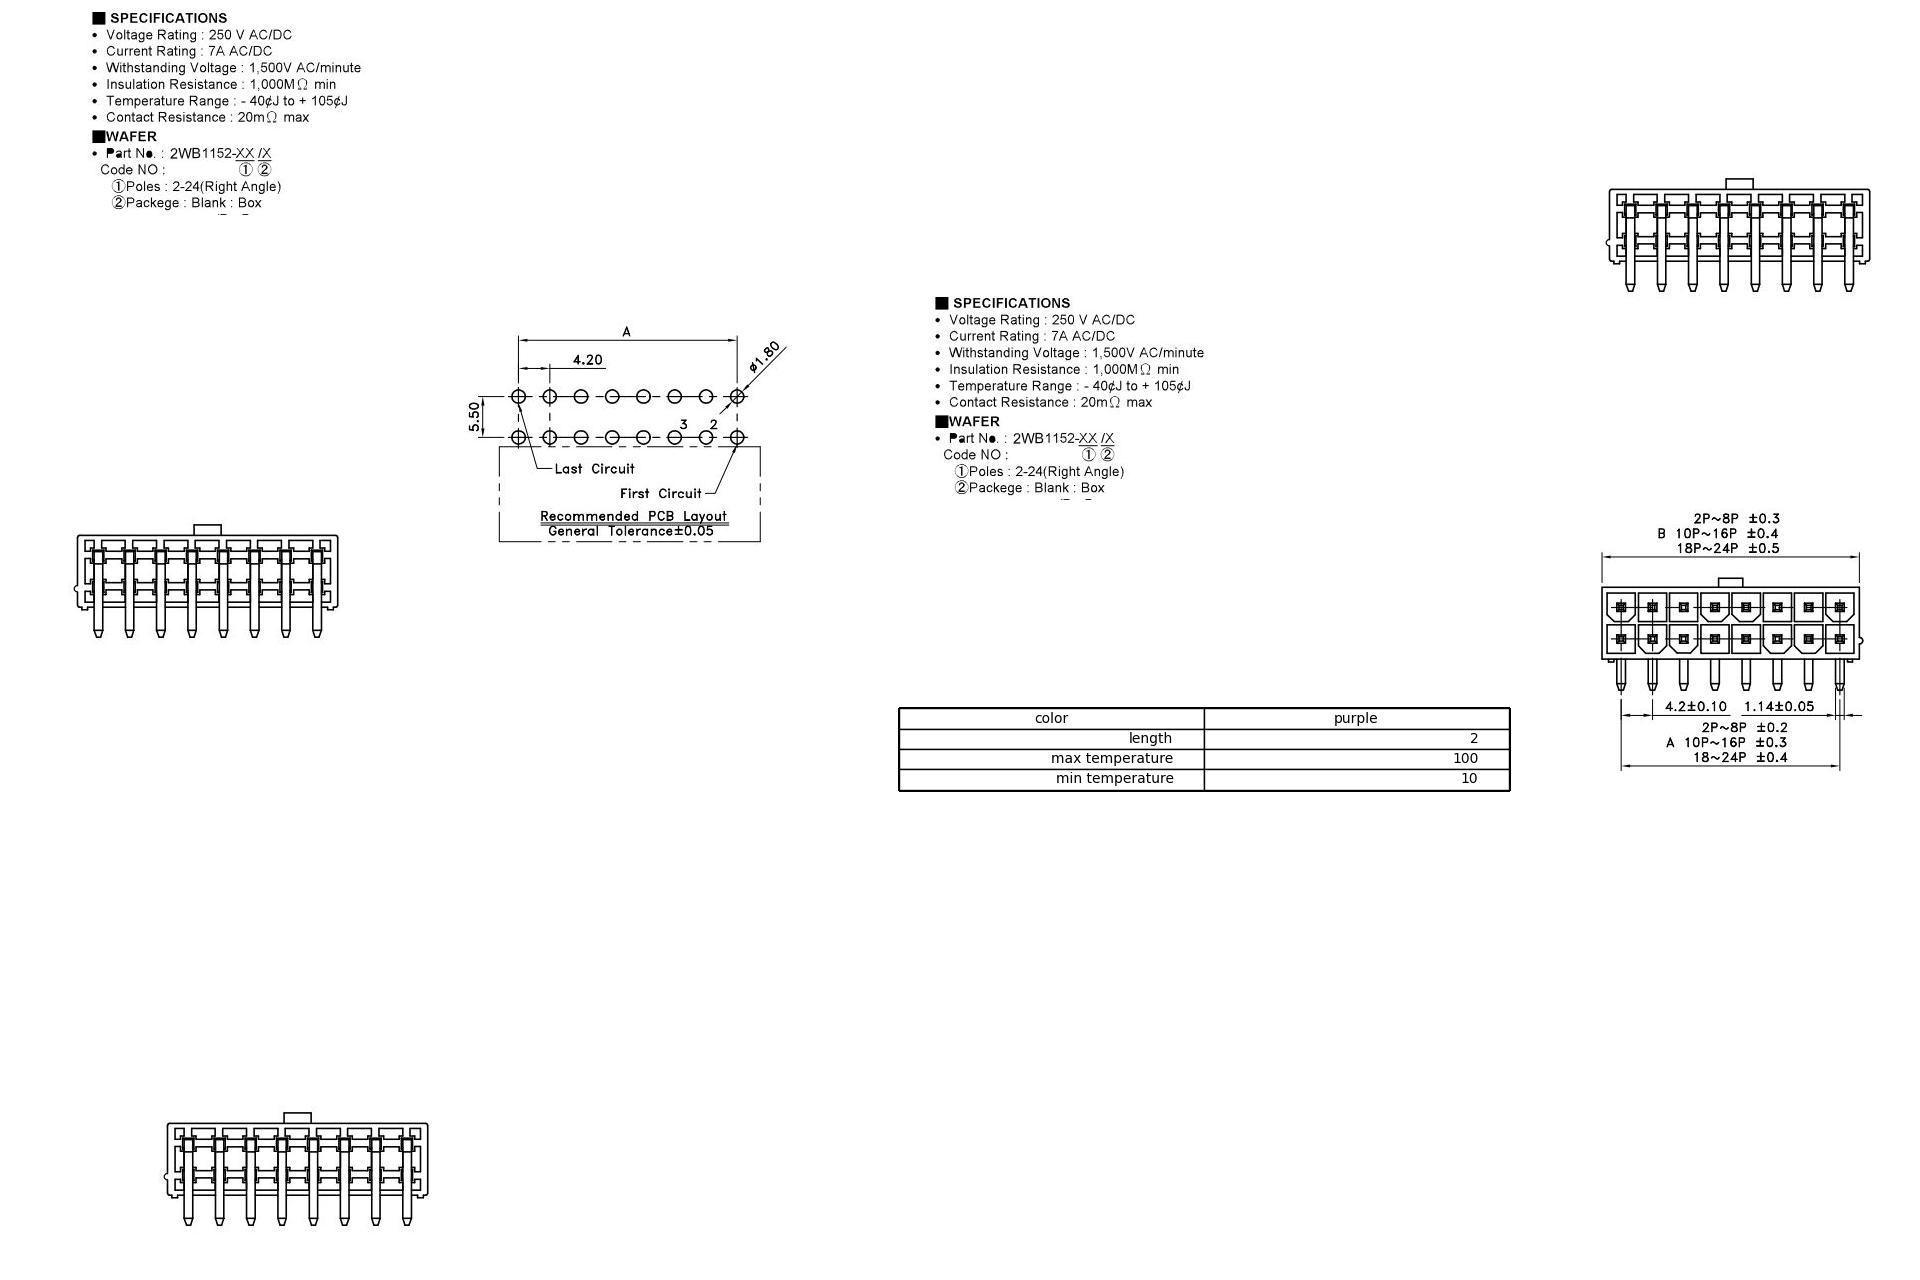 ■ SPECIFICATIONS
• Voltage Rating : 250 V AC/DC
• Current Rating : 7A AC/DC
• Withstanding Voltage : 1,500V AC/minute
• Insulation Resistance : 1,000MΩ min
• Temperature Range : - 40¢J to + 105¢J
• Contact Resistance : 20mΩ max
■WAFER
• Part No. : 2WB1152-XX /X
Code NO : ① ②
①Poles : 2-24(Right Angle)
②Packege : Blank : Box
A
4.20
ø1.80
5.50
3 2
Last Circuit
First Circuit
Recommended PCB Layout
General Tolerance±0.05
■ SPECIFICATIONS
• Voltage Rating : 250 V AC/DC
• Current Rating : 7A AC/DC
• Withstanding Voltage : 1,500V AC/minute
• Insulation Resistance : 1,000MΩ min
• Temperature Range : - 40¢J to + 105¢J
• Contact Resistance : 20mΩ max
■WAFER
• Part No. : 2WB1152-XX /X
Code NO : ① ②
①Poles : 2-24(Right Angle)
②Packege : Blank : Box
2P~8P ±0.3
B 10P~16P ±0.4
18P~24P ±0.5
4.2±0.10 1.14±0.05
2P~8P ±0.2
A 10P~16P ±0.3
18~24P ±0.4
color purple
length 2
max temperature 100
min temperature 10